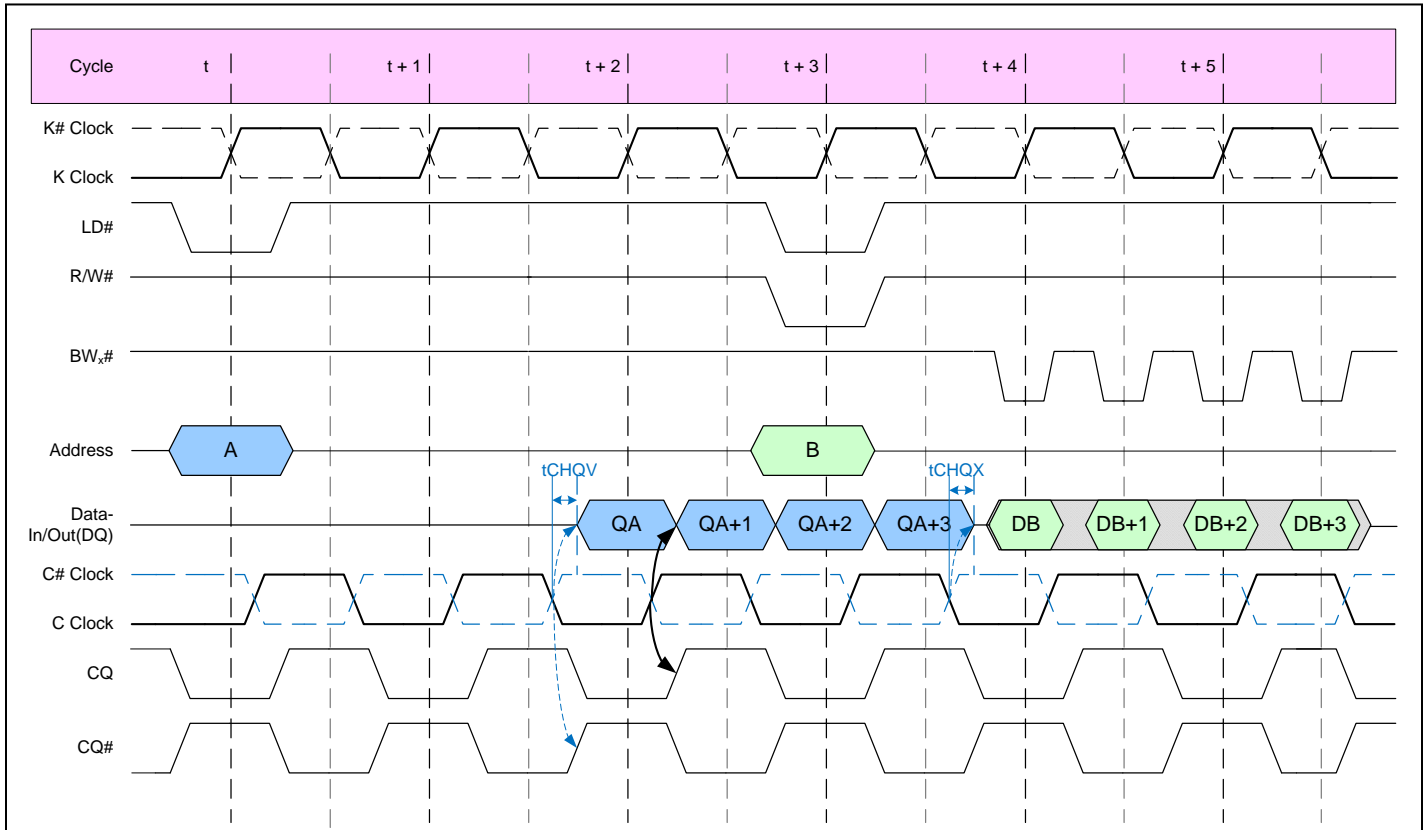 Cycle t t + 1 t + 2 t + 3 t + 4 t + 5
K# Clock
K Clock
LD#
R/W#
BWx#
Address A B
tCHQV tCHQX
Data-
In/Out(DQ) QA QA+1 QA+2 QA+3 DB DB+1 DB+2 DB+3
C# Clock
C Clock
CQ
CQ#